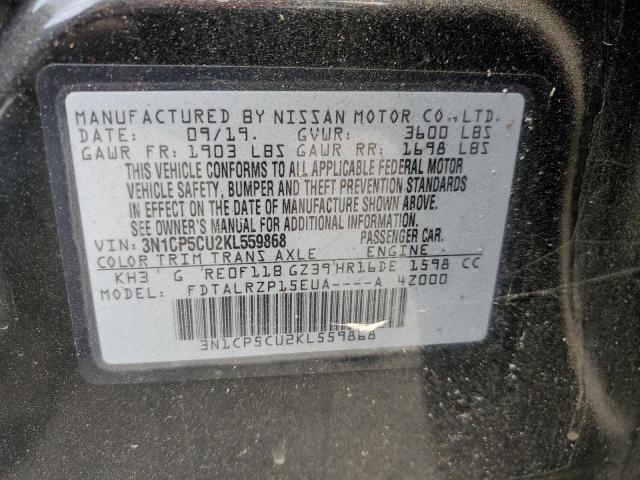 MANUFACTURED BY NISSAN MOTOR CO.,LTD.
DATE: 09/19. GVWR: 3600 LBS
GAWR FR: 1903 LBS GAWR RR: 1698 LBS
THIS VEHICLE CONFORMS TO ALL APPLICABLE FEDERAL MOTOR
VEHICLE SAFETY, BUMPER AND THEFT PREVENTION STANDARDS
IN EFFECT ON THE DATE OF MANUFACTURE SHOWN ABOVE.
SEE OWNER'S MANUAL FOR ADDITIONAL INFORMATION.
VIN: 3N1CP5CU2KL559868 PASSENGER CAR.
COLOR TRIM TRANS AXLE ENGINE
KH3 G RE0F11B GZ39 HR16DE 1598 CC
MODEL: FDTALRZP15EUA----A 4Z000
3N1CP5CU2KL559868